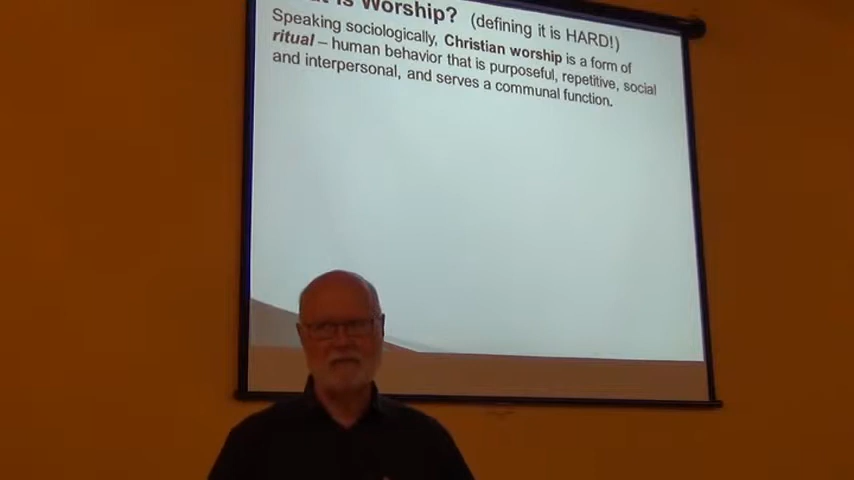 is Worship? (defining it is HARD!)
Speaking sociologically, Christian worship is a form of
ritual – human behavior that is purposeful, repetitive, social
and interpersonal, and serves a communal function.